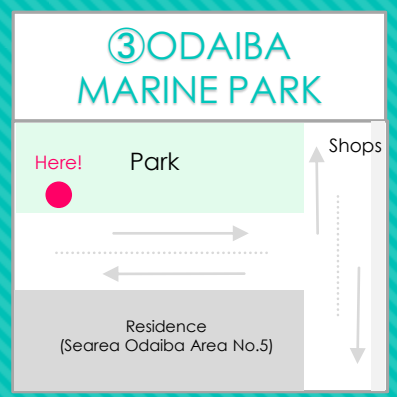 ③ODAIBA
MARINE PARK
Shops
Here!
Park
Residence
(Searea Odaiba Area No.5)